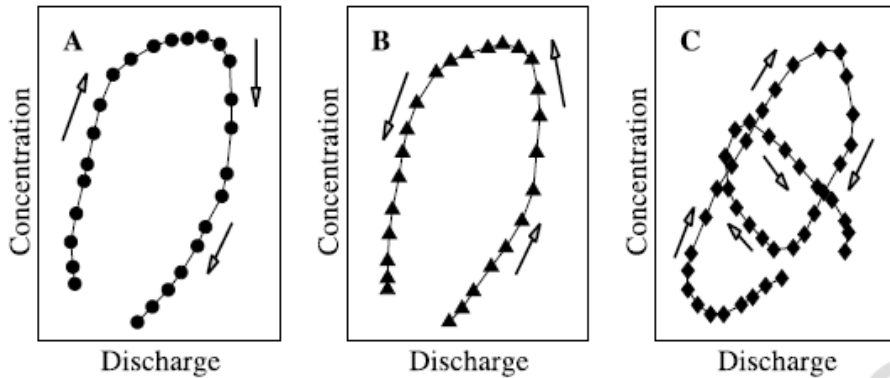 A
B
C
Concentration
Concentration
Concentration
Discharge
Discharge
Discharge